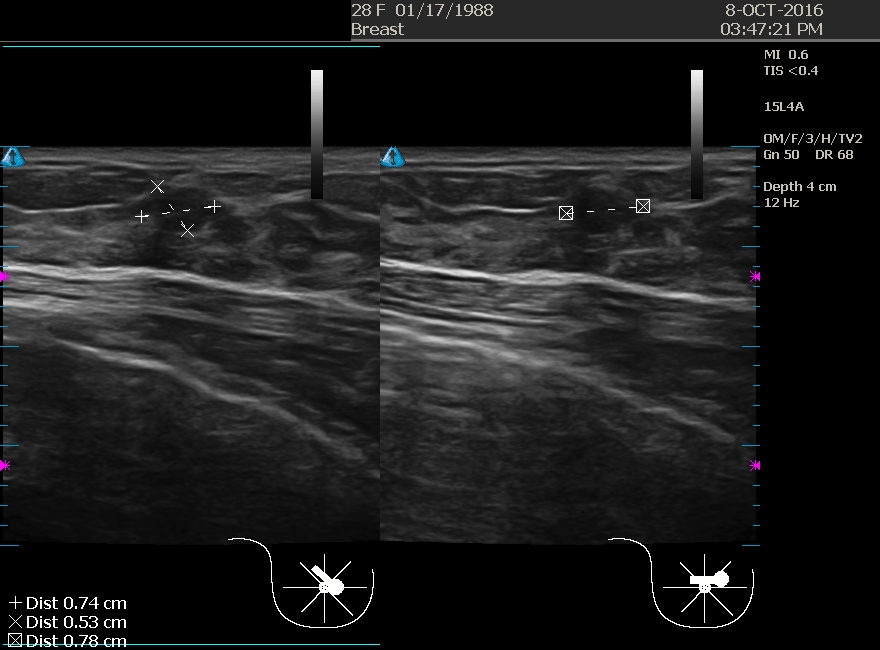 28 F 01/17/1988 8-OCT-2016
Breast 03:47:21 PM
MI 0.6
TIS <0.4
15L4A
OM/F/3/H/TV2
Gn 50 DR 68
Depth 4 cm
12 Hz
Dist 0.74 cm
Dist 0.53 cm
Dist 0.78 cm